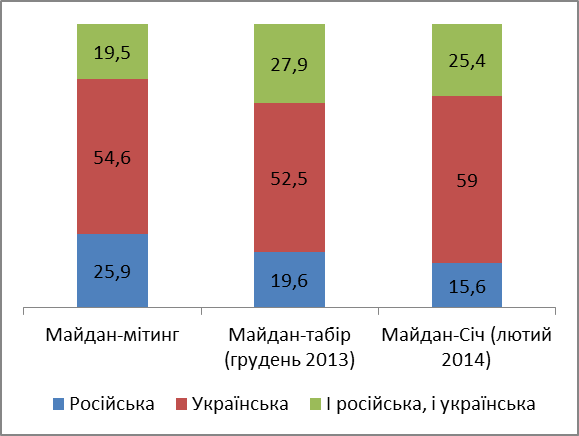 19,5 27,9 25,4
54,6 52,5 59
25,9 19,6 15,6
Майдан-мітинг Майдан-табір Майдан-Січ (лютий
(грудень 2013) 2014)
Російська Українська І російська, і українська